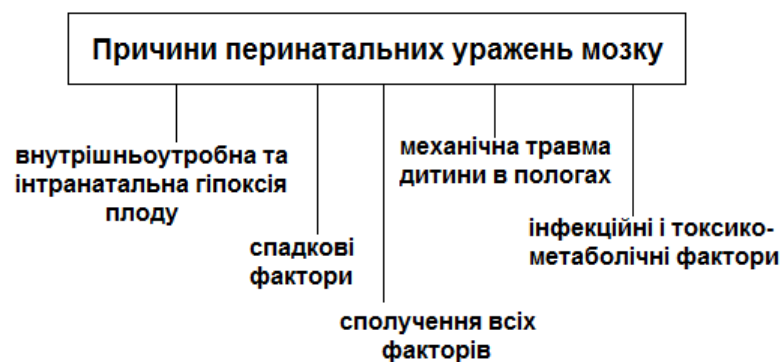 Причини перинатальних уражень мозку
внутрішньоутробна та
інтранатальна гіпоксія
плоду
спадкові
фактори
сполучення всіх
факторів
механічна травма
дитини в пологах
інфекційні і токсико-
метаболічні фактори